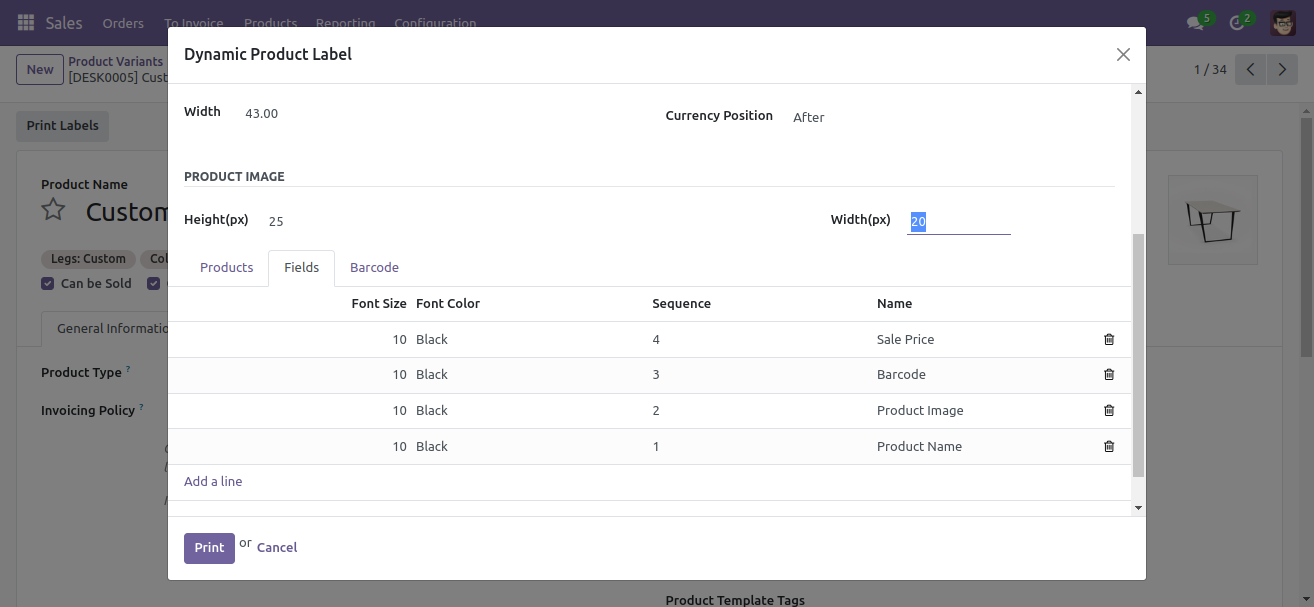 Sales Orders To Invoice Products Reporting Configuration 5 2
Dynamic Product Label
New Product Variants
[DESK0005] Cust
1 / 34
Print Labels
Width 43.00
Currency Position After
PRODUCT IMAGE
Product Name
Custom
Height(px) 25
Width(px) 20
Legs: Custom Col
Can be Sold
Products Fields Barcode
General Informatio
Font Size Font Color Sequence Name
10 Black 4 Sale Price
10 Black 3 Barcode
10 Black 2 Product Image
10 Black 1 Product Name
Product Type ?
Invoicing Policy ?
Add a line
Print or Cancel
Product Template Tags